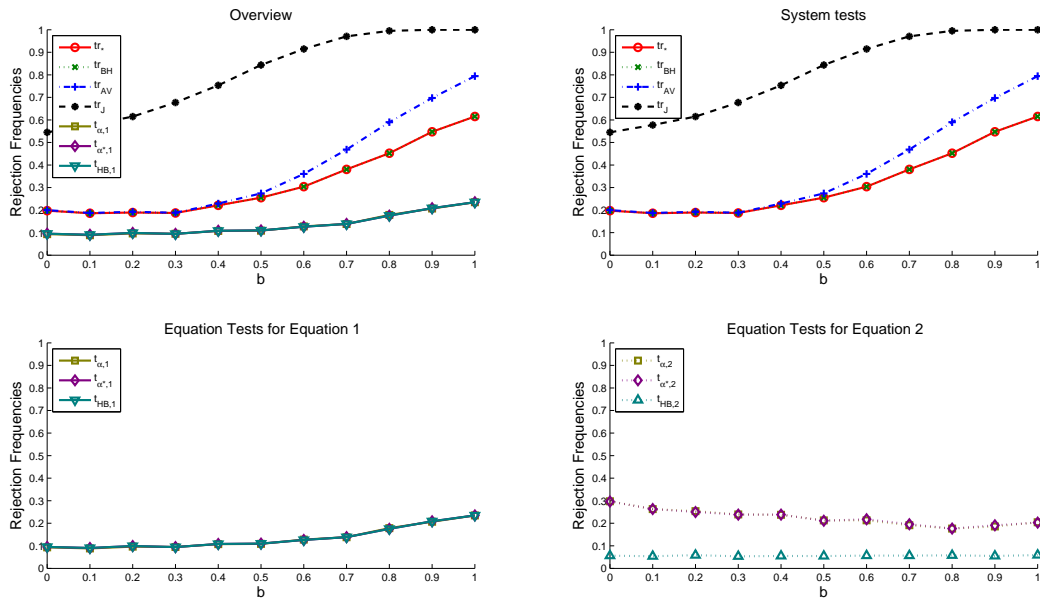 Overview
Rejection Frequencies
1
0.9
0.8
0.7
0.6
0.5
0.4
0.3
0.2
0.1
0
tr*
trBH
trAV
trJ
tα,1
tα*,1
tHB,1
0 0.1 0.2 0.3 0.4 0.5 0.6 0.7 0.8 0.9 1
b
System tests
Rejection Frequencies
1
0.9
0.8
0.7
0.6
0.5
0.4
0.3
0.2
0.1
0
tr*
trBH
trAV
trJ
0 0.1 0.2 0.3 0.4 0.5 0.6 0.7 0.8 0.9 1
b
Equation Tests for Equation 1
Rejection Frequencies
1
0.9
0.8
0.7
0.6
0.5
0.4
0.3
0.2
0.1
0
tα,1
tα*,1
tHB,1
0 0.1 0.2 0.3 0.4 0.5 0.6 0.7 0.8 0.9 1
b
Equation Tests for Equation 2
Rejection Frequencies
1
0.9
0.8
0.7
0.6
0.5
0.4
0.3
0.2
0.1
0
tα,2
tα*,2
tHB,2
0 0.1 0.2 0.3 0.4 0.5 0.6 0.7 0.8 0.9 1
b